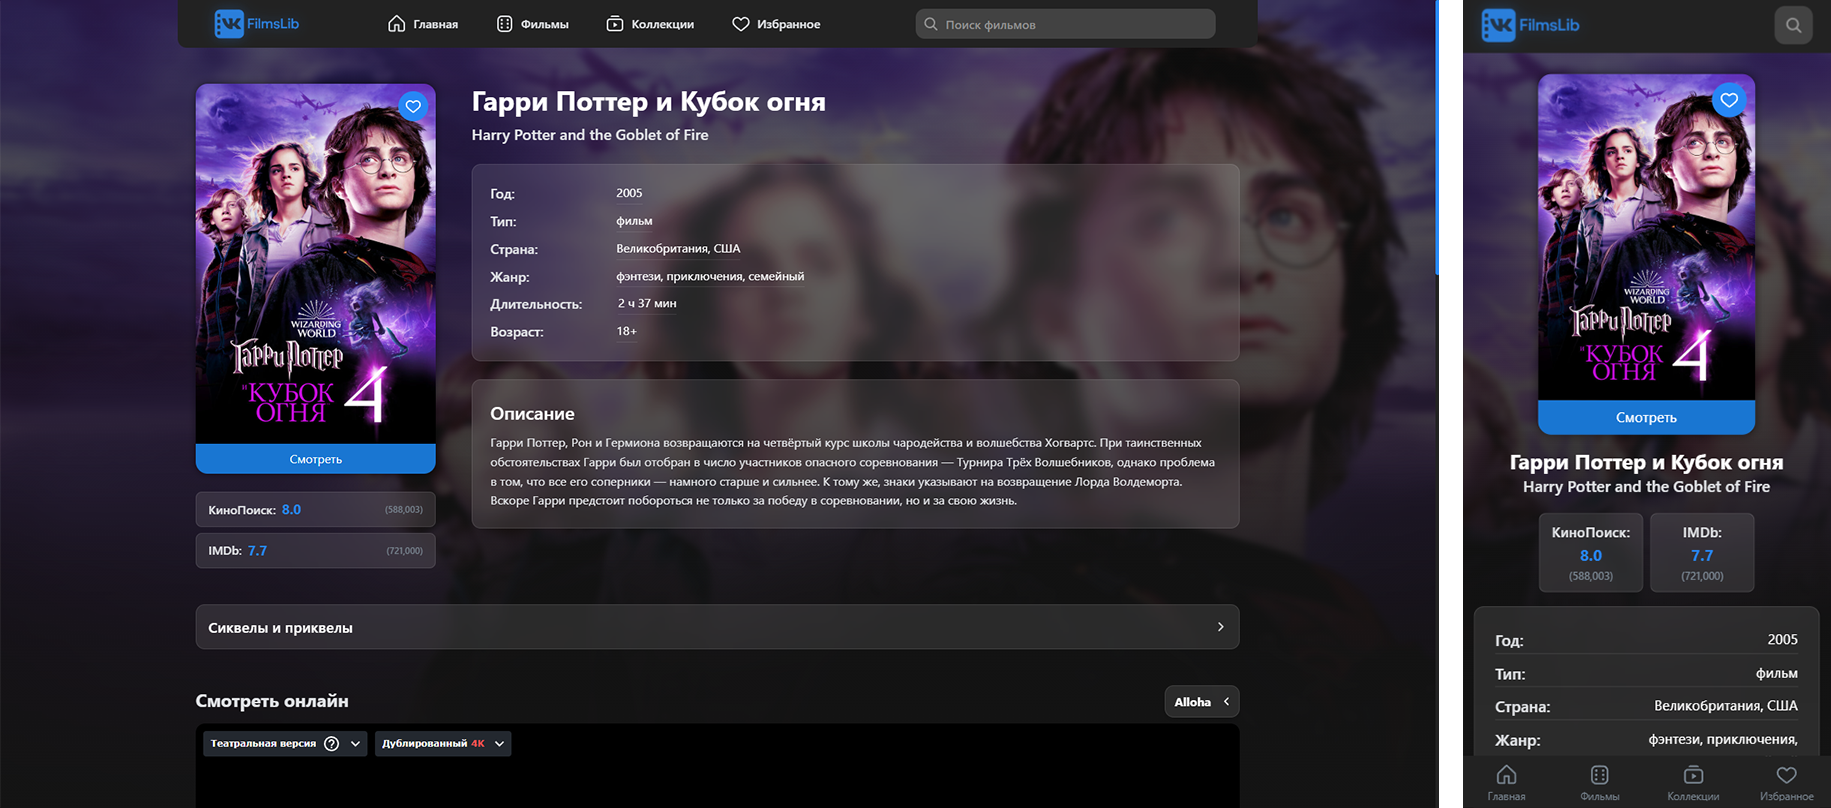 VK FilmsLib
Главная
Фильмы
Коллекции
Избранное
Поиск фильмов
WIZARDING
WORLD
Гарри Поттер
и КУБОК
ОГНЯ 4
Смотреть
КиноПоиск: 8.0 (588,003)
IMDb: 7.7 (721,000)
Гарри Поттер и Кубок огня
Harry Potter and the Goblet of Fire
Год: 2005
Тип: фильм
Страна: Великобритания, США
Жанр: фэнтези, приключения, семейный
Длительность: 2 ч 37 мин
Возраст: 18+
Описание
Гарри Поттер, Рон и Гермиона возвращаются на четвёртый курс школы чародейства и волшебства Хогвартс. При таинственных
обстоятельствах Гарри был отобран в число участников опасного соревнования — Турнира Трёх Волшебников, однако проблема
в том, что все его соперники — намного старше и сильнее. К тому же, знаки указывают на возвращение Лорда Волдеморта.
Вскоре Гарри предстоит побороться не только за победу в соревновании, но и за свою жизнь.
Сиквелы и приквелы
Смотреть онлайн
Alloha
Театральная версия ?
Дублированный 4K
VK FilmsLib
WIZARDING
WORLD
Гарри Поттер
и КУБОК
ОГНЯ 4
Смотреть
Гарри Поттер и Кубок огня
Harry Potter and the Goblet of Fire
КиноПоиск:
8.0
(588,003)
IMDb:
7.7
(721,000)
Год: 2005
Тип: фильм
Страна: Великобритания, США
Жанр: фэнтези, приключения,
Главная
Фильмы
Коллекции
Избранное